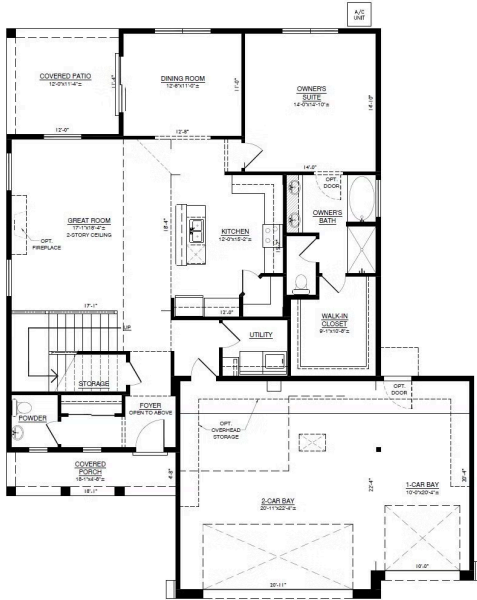 A/C
UNIT
COVERED PATIO
12'-0"x11'-4"±
11'-4"
DINING ROOM
12'-8"x11'-0"±
11'-0"
OWNER'S
SUITE
14'-0"x14'-10"±
14'-10"
12'-0"
12'-8"
14'-0"
OPT.
DOOR
OWNER'S
BATH
GREAT ROOM
17'-1"x18'-4"±
2-STORY CEILING
18'-4"
OPT.
FIREPLACE
KITCHEN
12'-0"x15'-2"±
17'-1"
12'-0"
WALK-IN
CLOSET
9'-1"x10'-8"±
UP
UTILITY
STORAGE
OPT.
DOOR
POWDER
FOYER
OPEN TO ABOVE
OPT.
OVERHEAD
STORAGE
COVERED
PORCH
18'-1"x4'-8"±
4'-8"
18'-1"
2-CAR BAY
20'-11"x22'-4"±
22'-4"
1-CAR BAY
10'-0"x20'-4"±
20'-4"
20'-11"
10'-0"